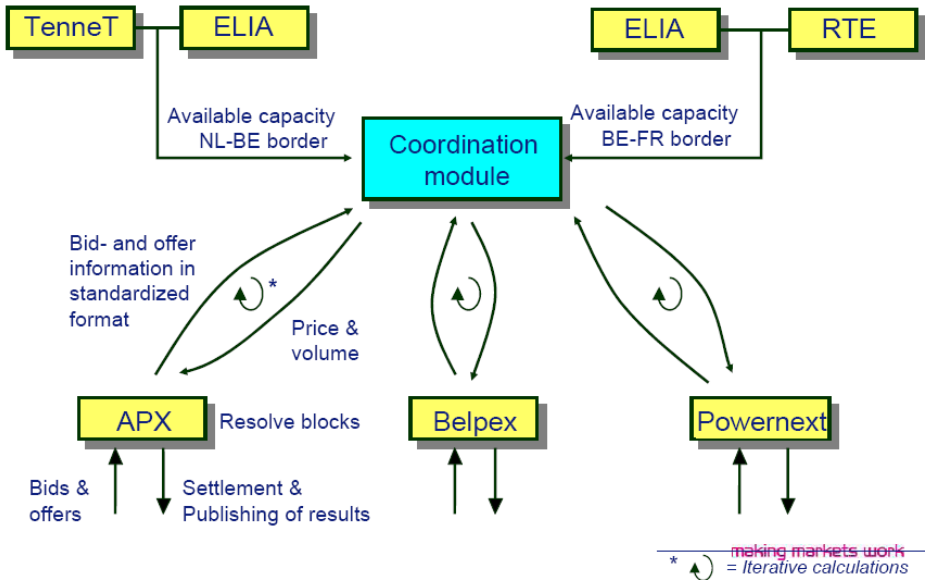 TenneT
ELIA
ELIA
RTE
Available capacity
NL-BE border
Available capacity
BE-FR border
Coordination
module
Bid- and offer
information in
standardized
format
*
Price &
volume
APX
Resolve blocks
Belpex
Powernext
Bids &
offers
Settlement &
Publishing of results
making markets work
* = Iterative calculations